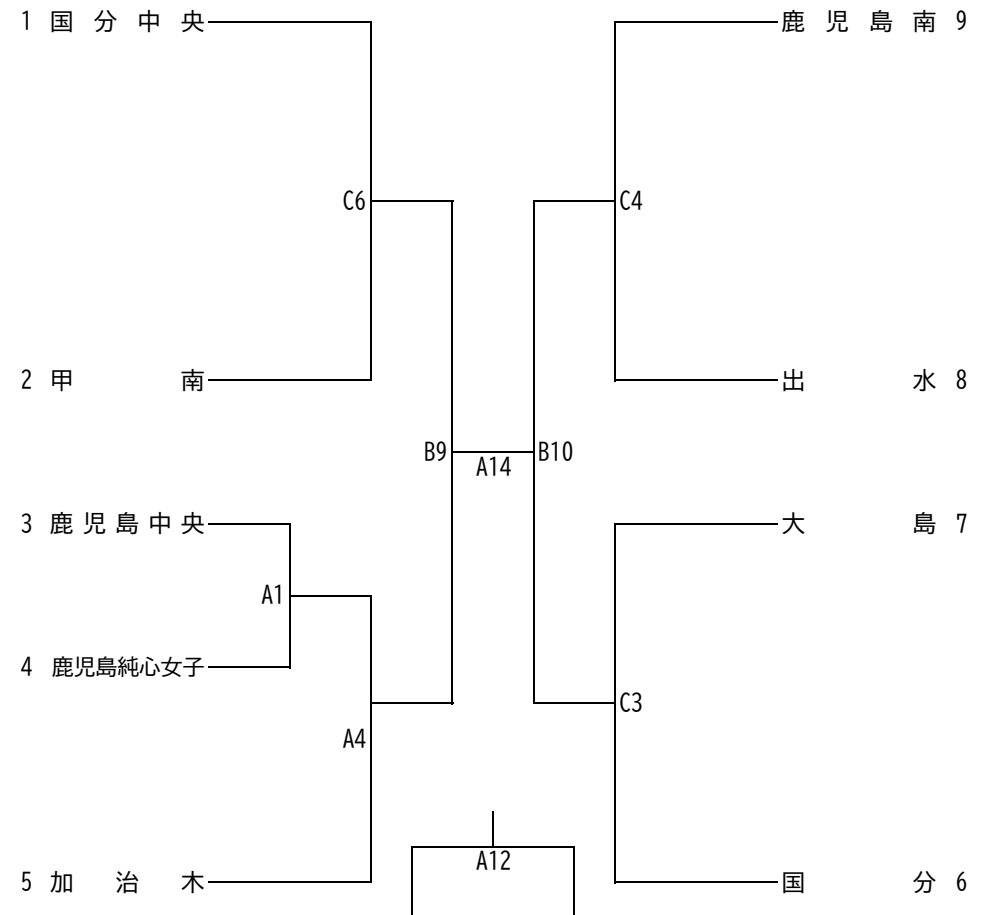 1 国分中央
鹿児島南 9
C6
C4
2 甲南
出水 8
B9
A14
B10
3 鹿児島中央
大島 7
A1
4 鹿児島純心女子
C3
A4
A12
5 加治木
国分 6